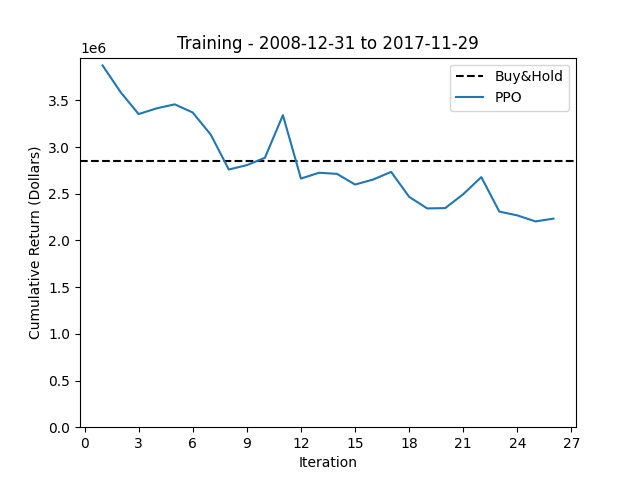 Training - 2008-12-31 to 2017-11-29
1e6
3.5
3.0
2.5
2.0
1.5
1.0
0.5
0.0
Cumulative Return (Dollars)
Buy&Hold
PPO
0 3 6 9 12 15 18 21 24 27
Iteration